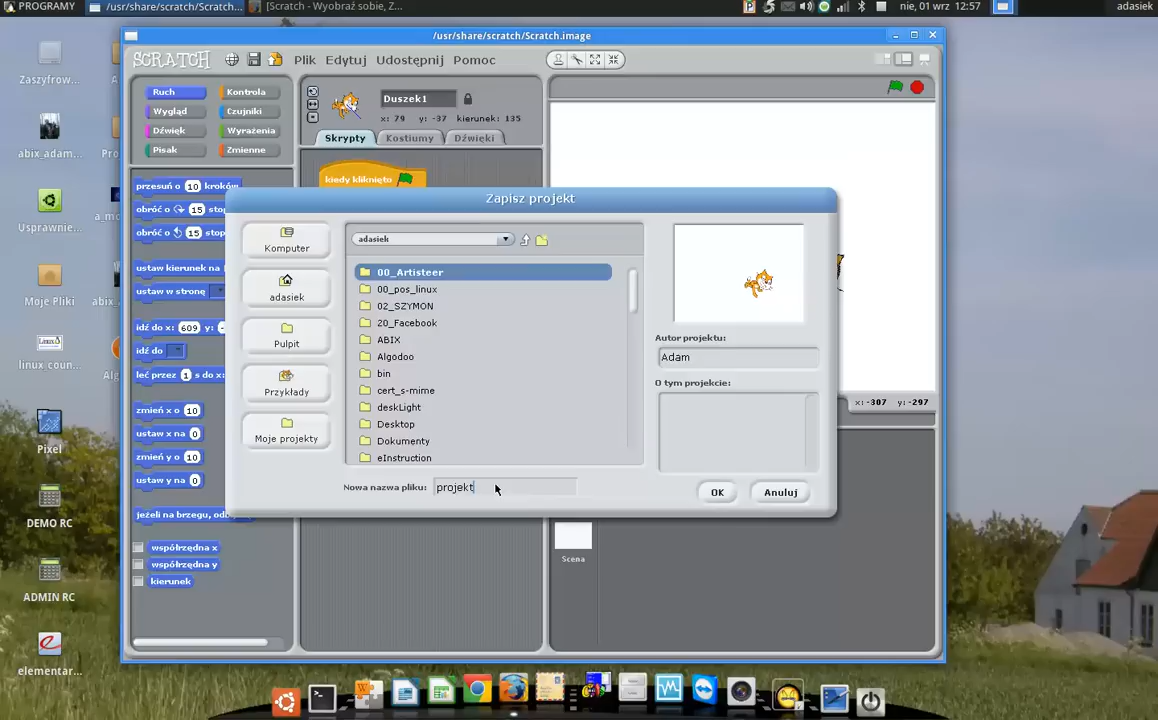 PROGRAMY
/usr/share/scratch/Scratch...
[Scratch - Wyobraź sobie, Z...
nie, 01 wrz 12:57
adasiek
/usr/share/scratch/Scratch.image
SCRATCH
Plik
Edytuj
Udostępnij
Pomoc
Zaszyfrow...
abix_adam...
Usprawnie...
Moje Pliki
linux_coun...
Pixel
DEMO RC
ADMIN RC
elementar...
Ruch
Kontrola
Wygląd
Czujniki
Dźwięk
Wyrażenia
Pisak
Zmienne
Duszek1
x: 79 y: -37 kierunek: 135
Skrypty
Kostiumy
Dźwięki
kiedy kliknięto
przesuń o 10 kroków
obróć o 15 stop
obróć o 15 stop
ustaw kierunek na
ustaw w stronę
idź do x: 609 y: -
idź do
leć przez 1 s do x:
zmień x o 10
ustaw x na 0
zmień y o 10
ustaw y na 0
jeżeli na brzegu, odb
współrzędna x
współrzędna y
kierunek
Zapisz projekt
Komputer
adasiek
Pulpit
Przykłady
Moje projekty
adasiek
00_Artisteer
00_pos_linux
02_SZYMON
20_Facebook
ABIX
Algodoo
bin
cert_s-mime
deskLight
Desktop
Dokumenty
eInstruction
Nowa nazwa pliku: projekt
Autor projektu:
Adam
O tym projekcie:
OK
Anuluj
x: -307 y: -297
Scena